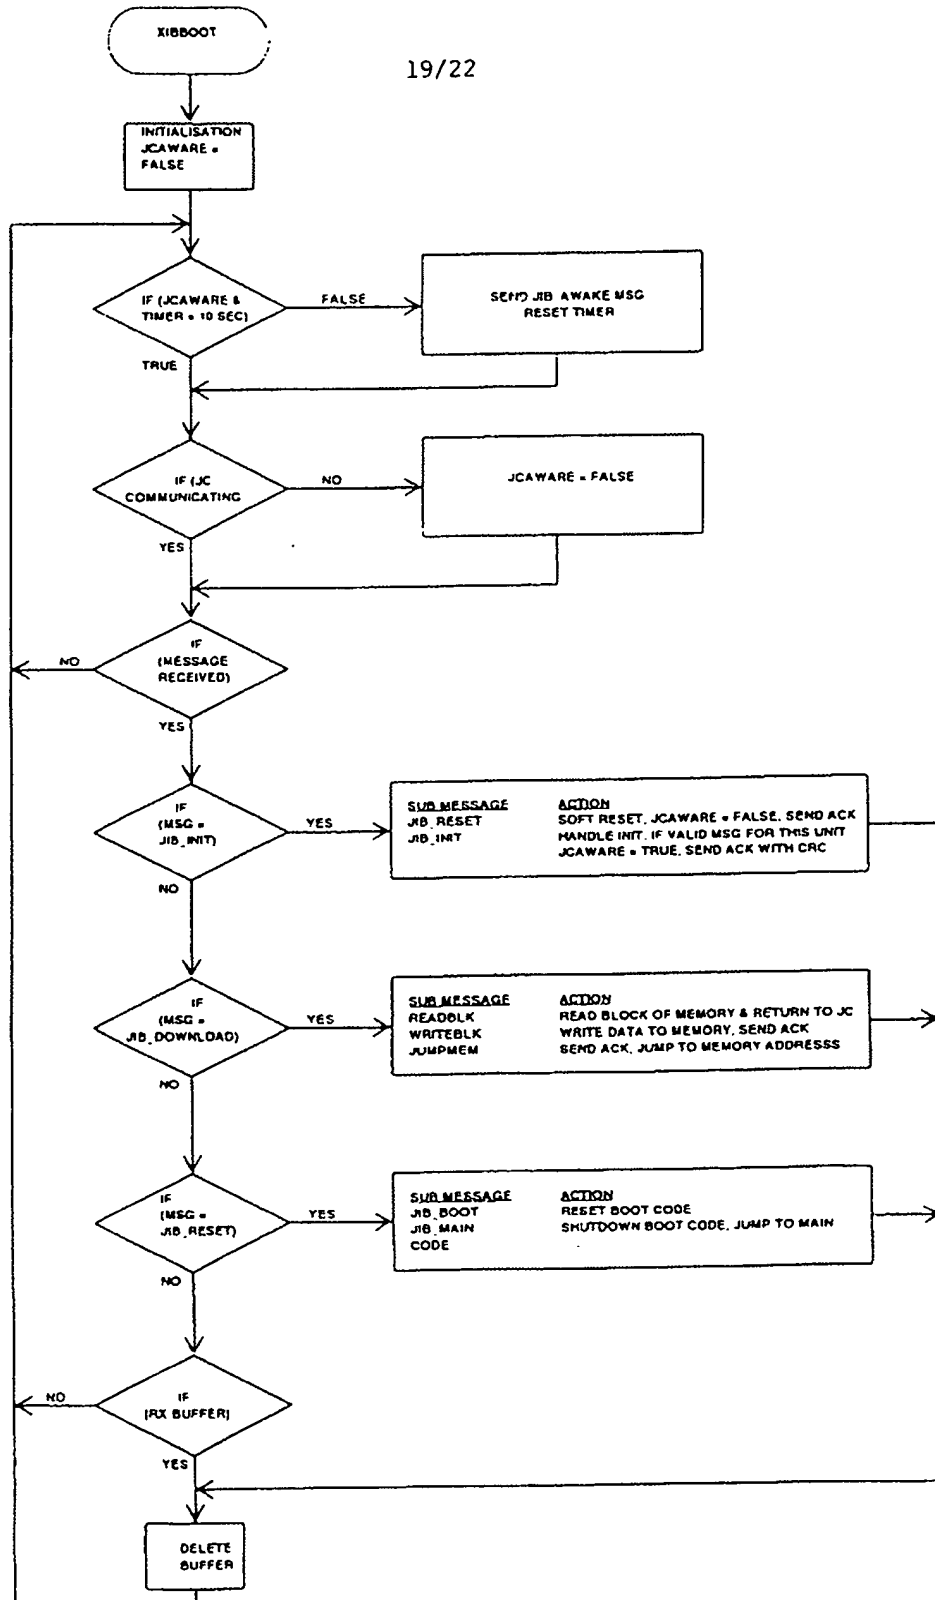 XIBBOOT
19/22
INITIALISATION
JCAWARE =
FALSE
IF (JCAWARE &
TIMER = 10 SEC)
FALSE
SEND JIB_AWAKE MSG
RESET TIMER
TRUE
IF (JC
COMMUNICATING
NO
JCAWARE = FALSE
YES
IF
(MESSAGE
RECEIVED)
NO
YES
IF
(MSG =
JIB_INIT)
YES
SUB MESSAGE ACTION
JIB_RESET SOFT RESET, JCAWARE = FALSE, SEND ACK
JIB_INIT HANDLE INIT. IF VALID MSG FOR THIS UNIT
JCAWARE = TRUE, SEND ACK WITH CRC
NO
IF
(MSG =
JIB_DOWNLOAD)
YES
SUB MESSAGE ACTION
READBLK READ BLOCK OF MEMORY & RETURN TO JC
WRITEBLK WRITE DATA TO MEMORY, SEND ACK
JUMPMEM SEND ACK, JUMP TO MEMORY ADDRESSS
NO
IF
(MSG =
JIB_RESET)
YES
SUB MESSAGE ACTION
JIB_BOOT RESET BOOT CODE
JIB_MAIN SHUTDOWN BOOT CODE, JUMP TO MAIN
CODE
NO
IF
(RX BUFFER)
NO
YES
DELETE
BUFFER